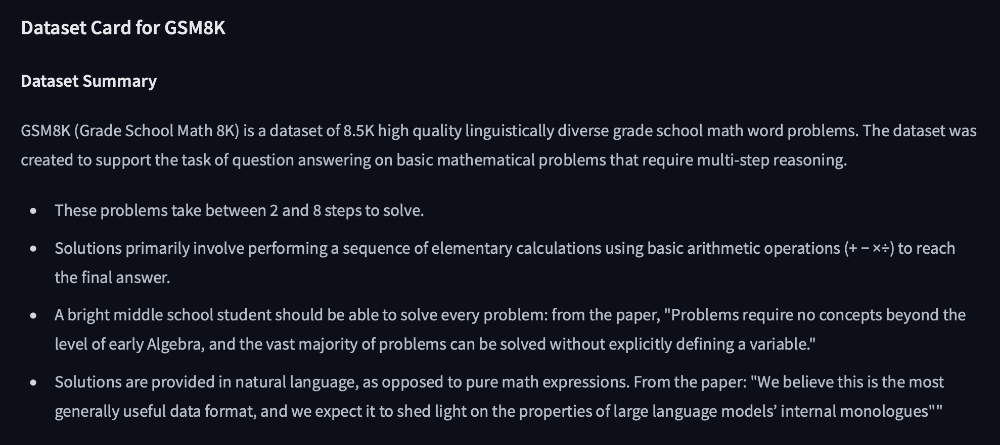 Dataset Card for GSM8K
Dataset Summary
GSM8K (Grade School Math 8K) is a dataset of 8.5K high quality linguistically diverse grade school math word problems. The dataset was
created to support the task of question answering on basic mathematical problems that require multi-step reasoning.
• These problems take between 2 and 8 steps to solve.
• Solutions primarily involve performing a sequence of elementary calculations using basic arithmetic operations (+ − ×÷) to reach
the final answer.
• A bright middle school student should be able to solve every problem: from the paper, "Problems require no concepts beyond the
level of early Algebra, and the vast majority of problems can be solved without explicitly defining a variable."
• Solutions are provided in natural language, as opposed to pure math expressions. From the paper: "We believe this is the most
generally useful data format, and we expect it to shed light on the properties of large language models’ internal monologues""